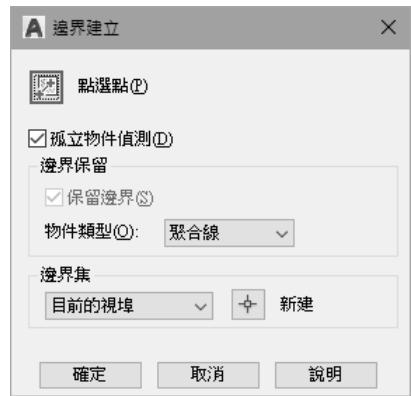 邊界建立
點選點(P)
孤立物件偵測(D)
邊界保留
保留邊界(S)
物件類型(O): 聚合線
邊界集
目前的視埠 新建
確定 取消 說明